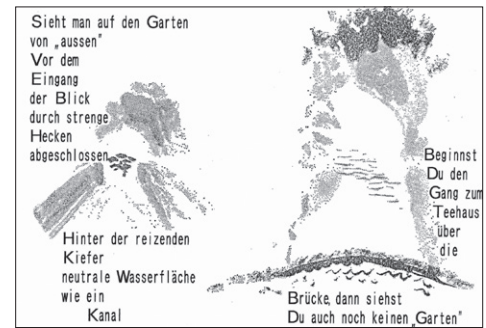 Sieht man auf den Garten
von „aussen"
Vor dem
Eingang
der Blick
durch strenge
Hecken
abgeschlossen
Hinter der reizenden
Kiefer
neutrale Wasserfläche
wie ein
Kanal
Beginnst
Du den
Gang zum
Teehaus
über
die
Brücke, dann siehst
Du auch noch keinen „Garten"